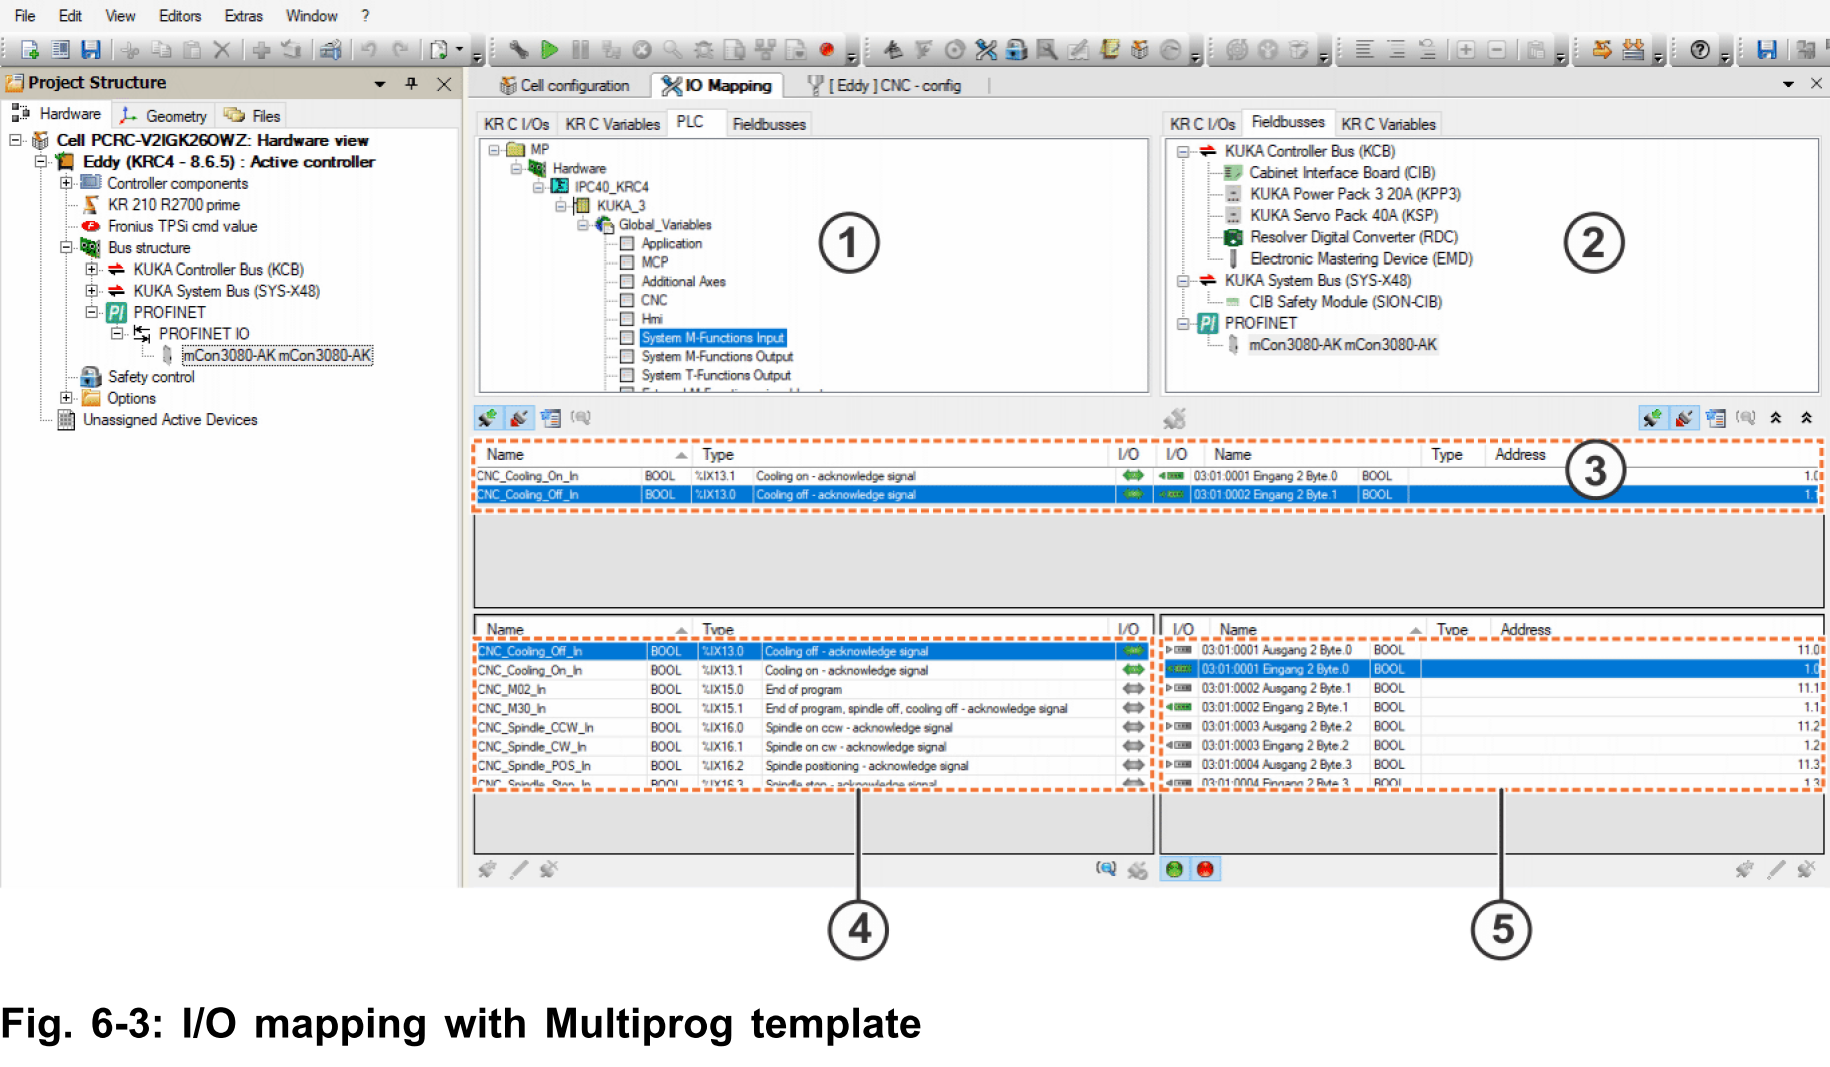 File Edit View Editors Extras Window ?
Project Structure
Hardware Geometry Files
Cell PCRC-V2IGK26OWZ: Hardware view
Eddy (KRC4 - 8.6.5) : Active controller
Controller components
KR 210 R2700 prime
Fronius TPSi cmd value
Bus structure
KUKA Controller Bus (KCB)
KUKA System Bus (SYS-X48)
PROFINET
PROFINET IO
mCon3080-AK mCon3080-AK
Safety control
Options
Unassigned Active Devices
Cell configuration IO Mapping [ Eddy ] CNC - config
KR C I/Os KR C Variables PLC Fieldbusses
MP
Hardware
IPC40_KRC4
KUKA_3
Global_Variables
Application
MCP
Additional Axes
CNC
Hmi
System M-Functions Input
System M-Functions Output
System T-Functions Output
1
KR C I/Os Fieldbusses KR C Variables
KUKA Controller Bus (KCB)
Cabinet Interface Board (CIB)
KUKA Power Pack 3 20A (KPP3)
KUKA Servo Pack 40A (KSP)
Resolver Digital Converter (RDC)
Electronic Mastering Device (EMD)
KUKA System Bus (SYS-X48)
CIB Safety Module (SION-CIB)
PROFINET
mCon3080-AK mCon3080-AK
2
Name Type I/O I/O Name Type Address
CNC_Cooling_On_In BOOL %IX13.1 Cooling on - acknowledge signal 03:01:0001 Eingang 2 Byte.0 BOOL 1.0
CNC_Cooling_Off_In BOOL %IX13.0 Cooling off - acknowledge signal 03:01:0002 Eingang 2 Byte.1 BOOL 1.1
3
Name Type I/O
CNC_Cooling_Off_In BOOL %IX13.0 Cooling off - acknowledge signal
CNC_Cooling_On_In BOOL %IX13.1 Cooling on - acknowledge signal
CNC_M02_In BOOL %IX15.0 End of program
CNC_M30_In BOOL %IX15.1 End of program, spindle off, cooling off - acknowledge signal
CNC_Spindle_CCW_In BOOL %IX16.0 Spindle on ccw - acknowledge signal
CNC_Spindle_CW_In BOOL %IX16.1 Spindle on cw - acknowledge signal
CNC_Spindle_POS_In BOOL %IX16.2 Spindle positioning - acknowledge signal
CNC_Spindle_Stop_In BOOL %IX16.3 Spindle stop - acknowledge signal
I/O Name Type Address
03:01:0001 Ausgang 2 Byte.0 BOOL 11.0
03:01:0001 Eingang 2 Byte.0 BOOL 1.0
03:01:0002 Ausgang 2 Byte.1 BOOL 11.1
03:01:0002 Eingang 2 Byte.1 BOOL 1.1
03:01:0003 Ausgang 2 Byte.2 BOOL 11.2
03:01:0003 Eingang 2 Byte.2 BOOL 1.2
03:01:0004 Ausgang 2 Byte.3 BOOL 11.3
03:01:0004 Eingang 2 Byte.3 BOOL 1.3
4 5
Fig. 6-3: I/O mapping with Multiprog template